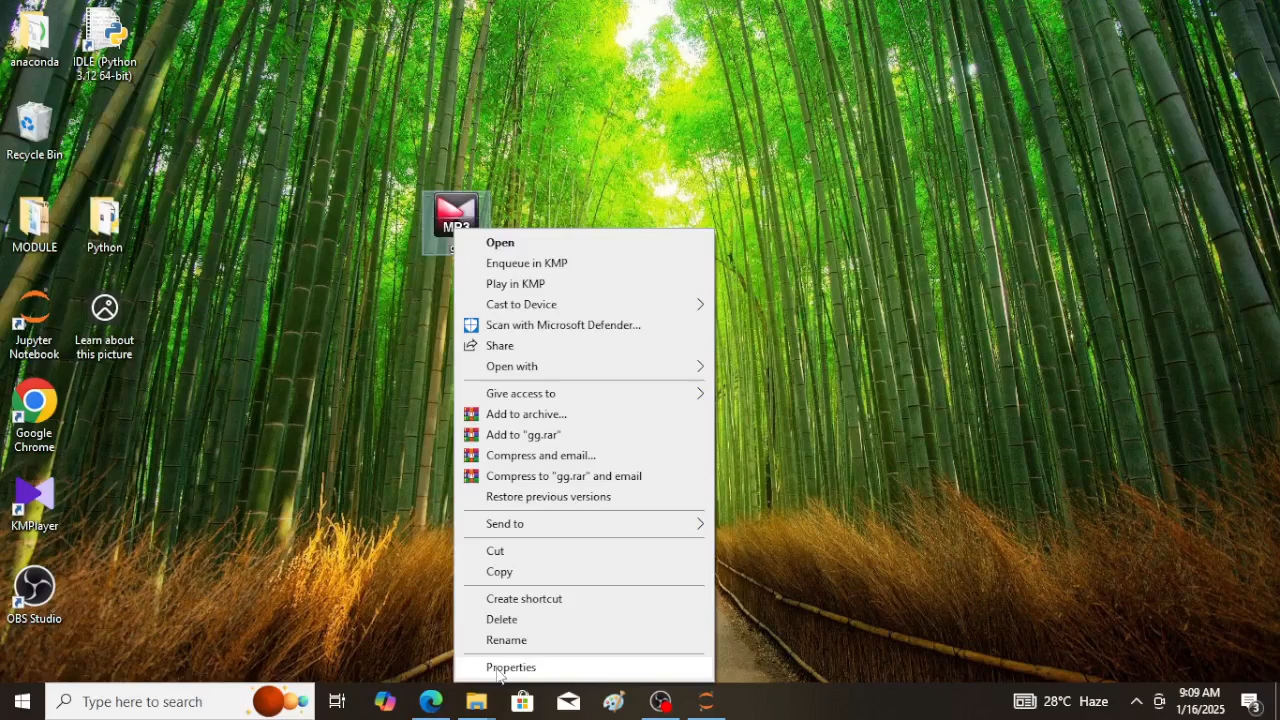 anaconda
IDLE (Python
3.12 64-bit)
Recycle Bin
MODULE
Python
Jupyter
Notebook
Learn about
this picture
Google
Chrome
KMPlayer
OBS Studio
MP3
Open
Enqueue in KMP
Play in KMP
Cast to Device
Scan with Microsoft Defender...
Share
Open with
Give access to
Add to archive...
Add to "gg.rar"
Compress and email...
Compress to "gg.rar" and email
Restore previous versions
Send to
Cut
Copy
Create shortcut
Delete
Rename
Properties
Type here to search
28°C Haze
9:09 AM
1/16/2025
3